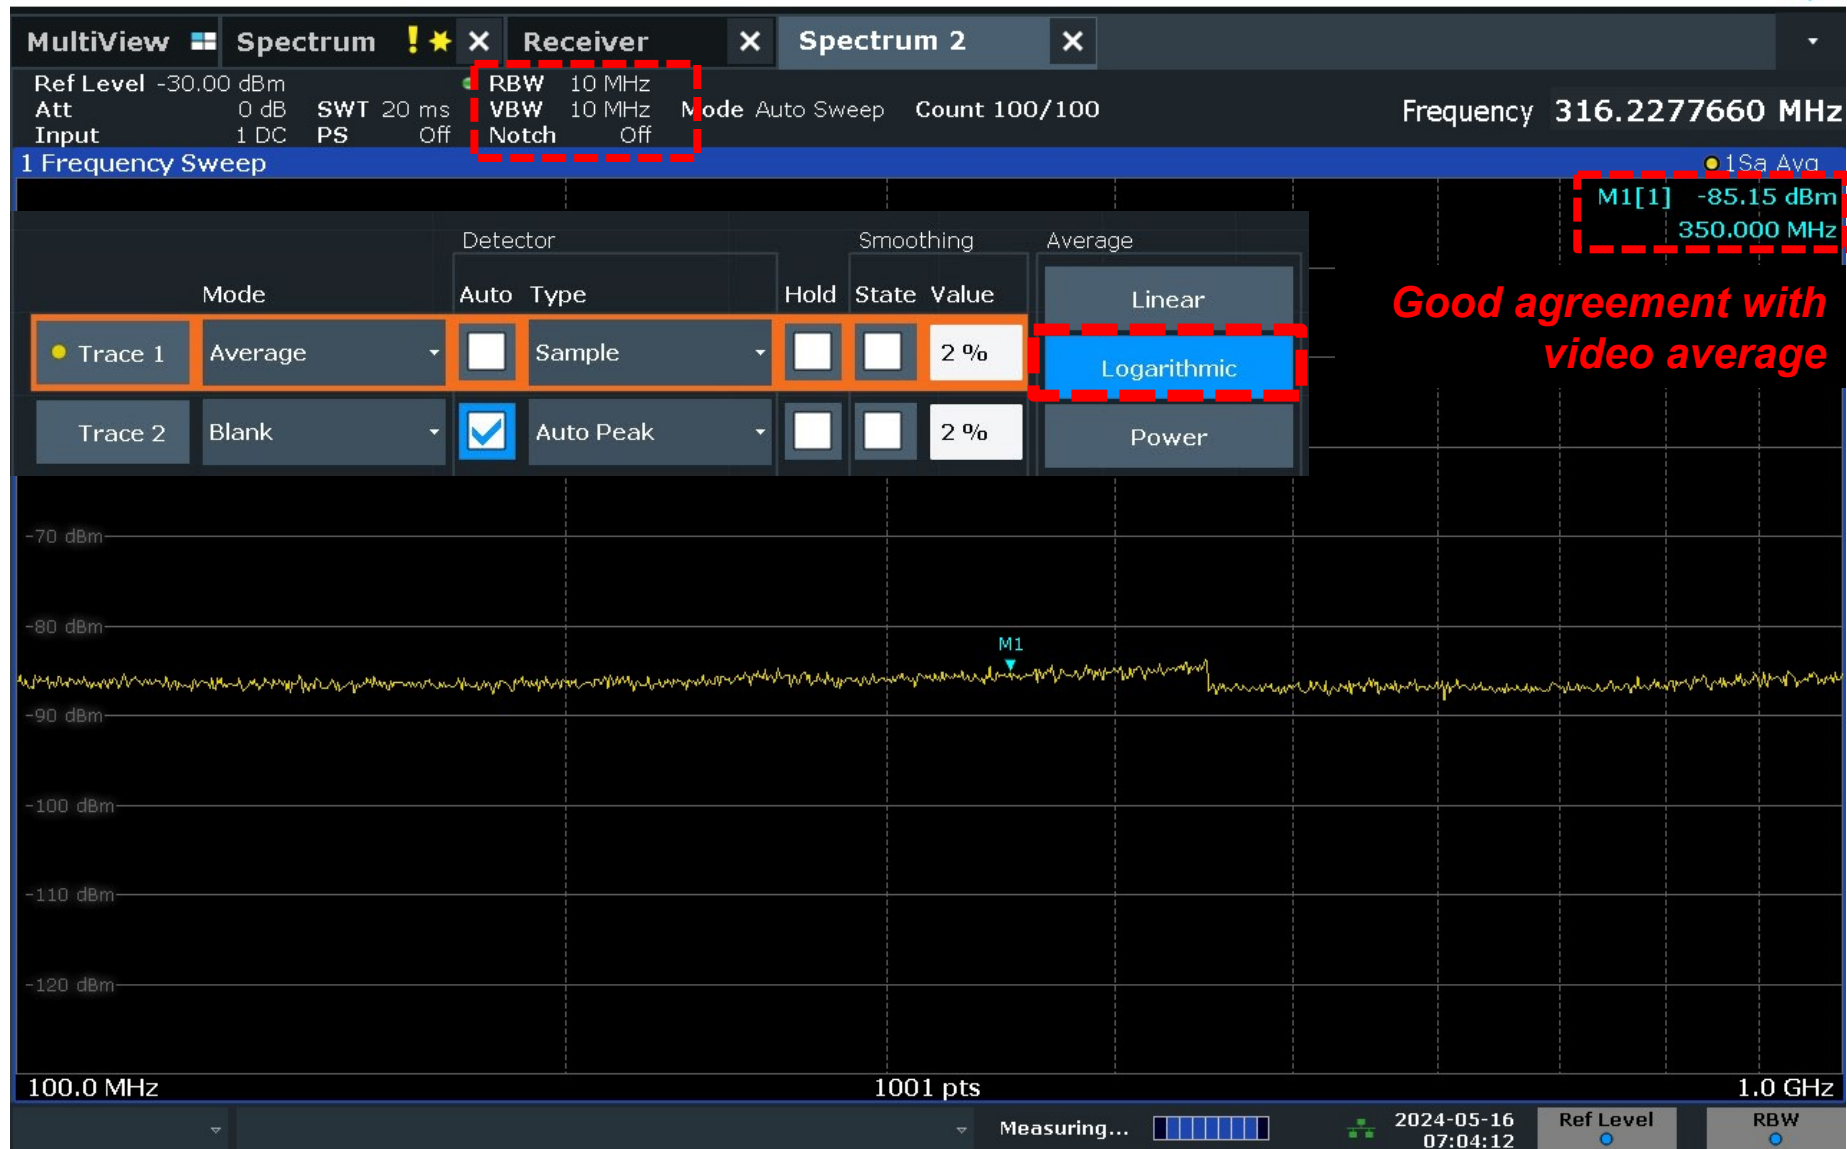 MultiView Spectrum ! X Receiver X Spectrum 2 X
Ref Level -30.00 dBm RBW 10 MHz
Att 0 dB SWT 20 ms VBW 10 MHz Mode Auto Sweep Count 100/100 Frequency 316.2277660 MHz
Input 1 DC PS Off Notch Off
1 Frequency Sweep 1Sa Avg
M1[1] -85.15 dBm
350.000 MHz
Detector Smoothing Average
Mode Auto Type Hold State Value Linear
Good agreement with
video average
Trace 1 Average Sample 2 % Logarithmic
Trace 2 Blank Auto Peak 2 % Power
-70 dBm
-80 dBm
M1
-90 dBm
-100 dBm
-110 dBm
-120 dBm
100.0 MHz 1001 pts 1.0 GHz
Measuring... 2024-05-16 Ref Level RBW
07:04:12